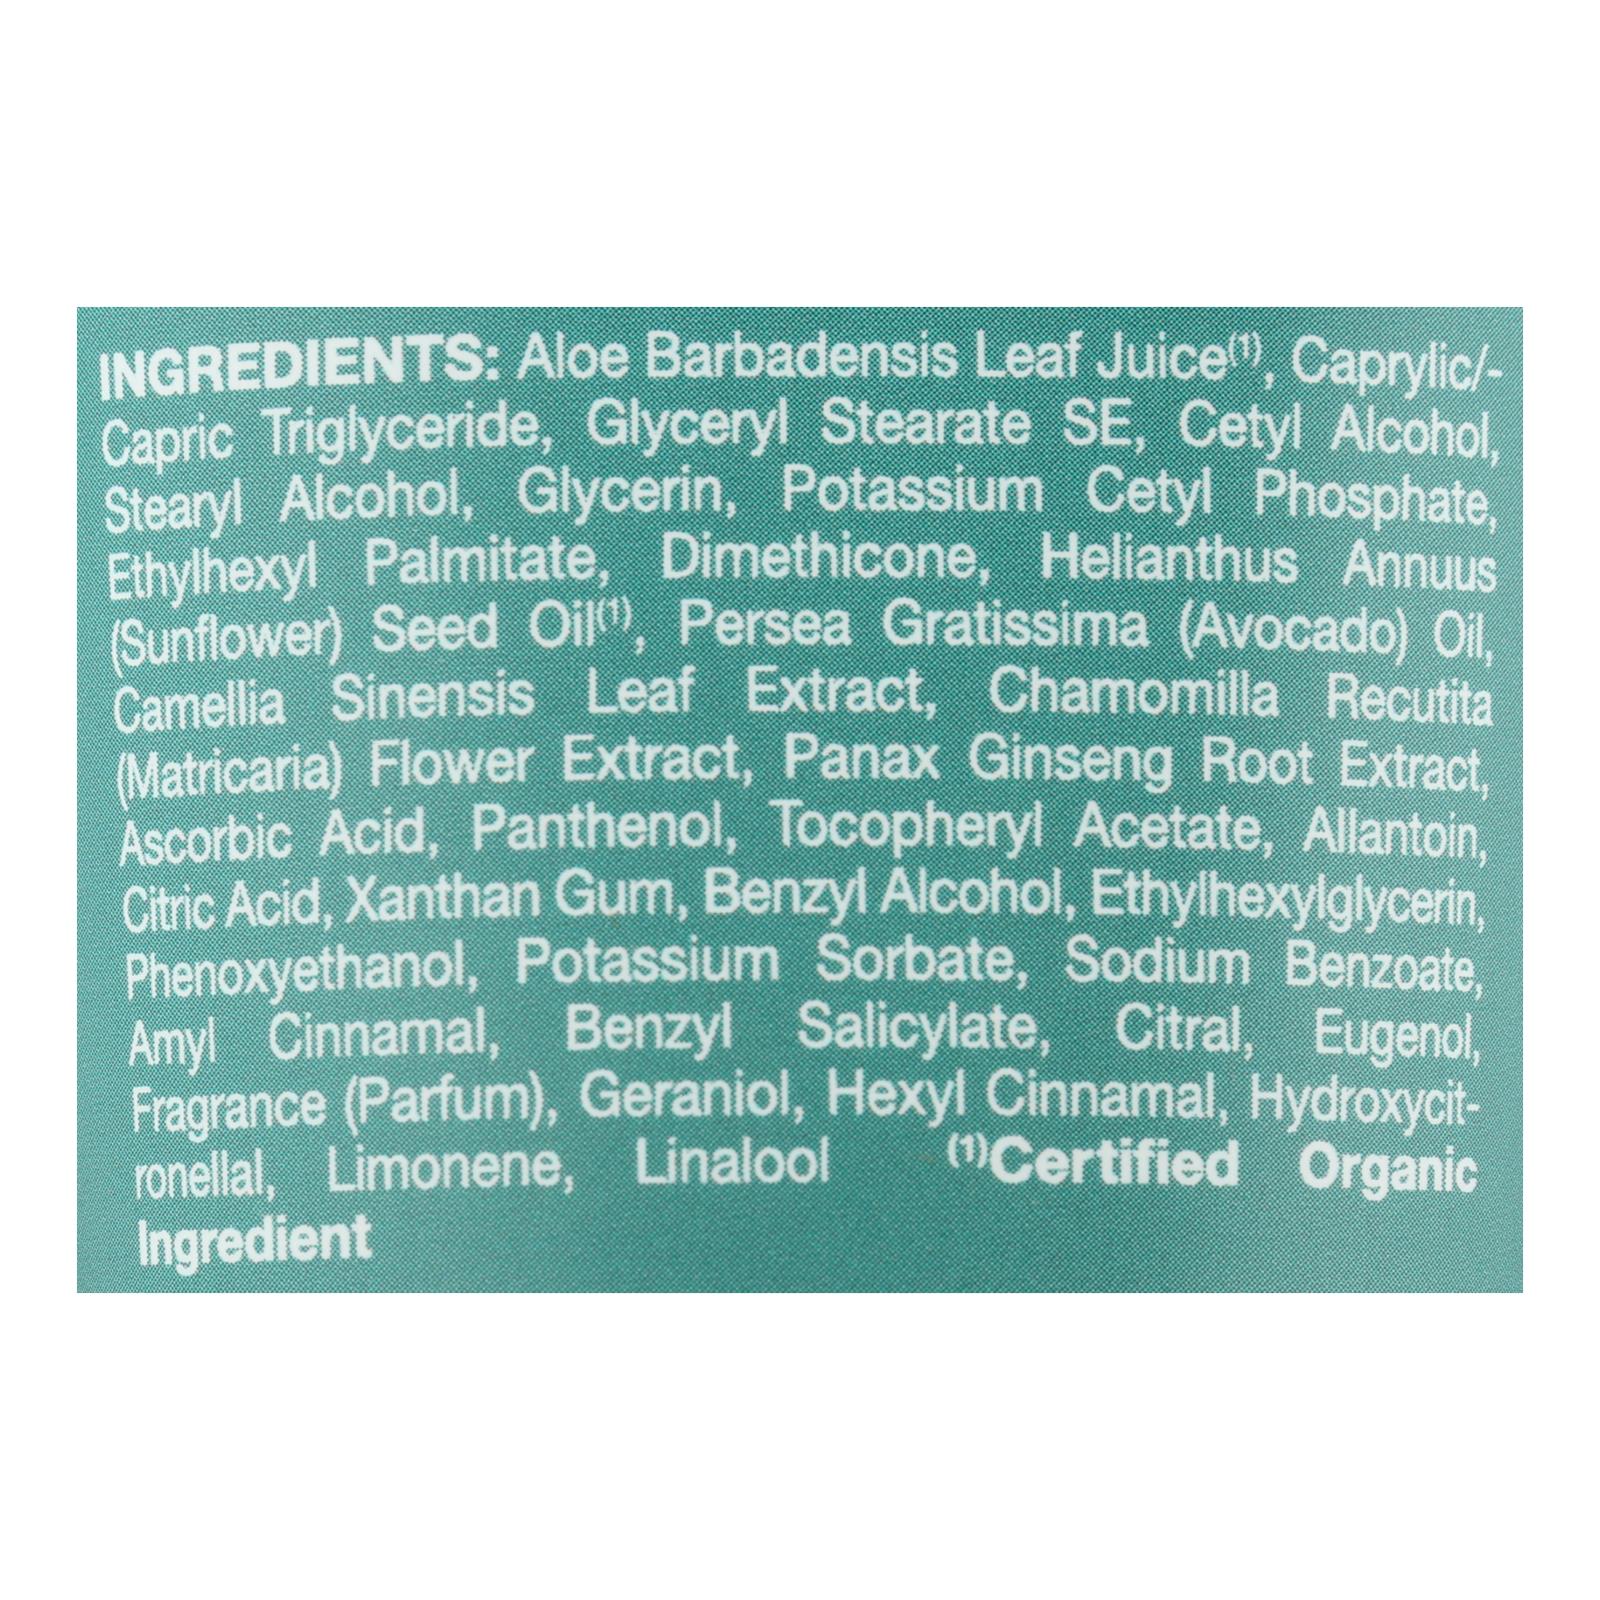 INGREDIENTS: Aloe Barbadensis Leaf Juice(1), Caprylic/-
Capric Triglyceride, Glyceryl Stearate SE, Cetyl Alcohol,
Stearyl Alcohol, Glycerin, Potassium Cetyl Phosphate,
Ethylhexyl Palmitate, Dimethicone, Helianthus Annuus
(Sunflower) Seed Oil(1), Persea Gratissima (Avocado) Oil,
Camellia Sinensis Leaf Extract, Chamomilla Recutita
(Matricaria) Flower Extract, Panax Ginseng Root Extract,
Ascorbic Acid, Panthenol, Tocopheryl Acetate, Allantoin,
Citric Acid, Xanthan Gum, Benzyl Alcohol, Ethylhexylglycerin,
Phenoxyethanol, Potassium Sorbate, Sodium Benzoate,
Amyl Cinnamal, Benzyl Salicylate, Citral, Eugenol,
Fragrance (Parfum), Geraniol, Hexyl Cinnamal, Hydroxycit-
ronellal, Limonene, Linalool (1)Certified Organic
Ingredient